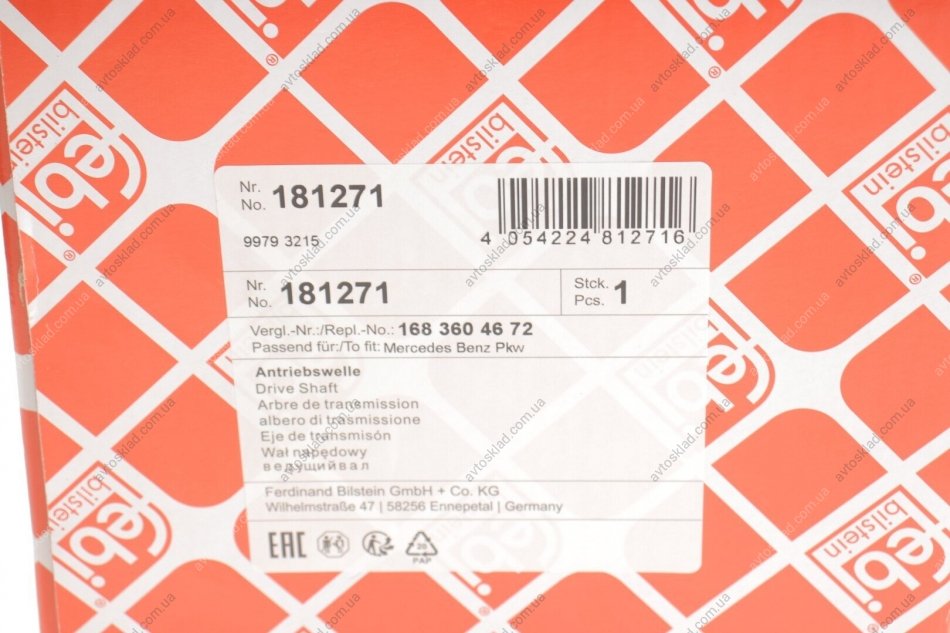 Nr.
No. 181271
9979 3215
4 054224 812716
Nr.
No. 181271
Stck.
Pcs. 1
Vergl.-Nr.:/Repl.-No.: 168 360 46 72
Passend für:/To fit: Mercedes Benz Pkw
Antriebswelle
Drive Shaft
Arbre de transmission
albero di trasmissione
Eje de transmisón
Wał napędowy
ведущийвал
Ferdinand Bilstein GmbH + Co. KG
Wilhelmstraße 47 | 58256 Ennepetal | Germany
EAC
20
PAP
febi
bilstein
avtosklad.com.ua